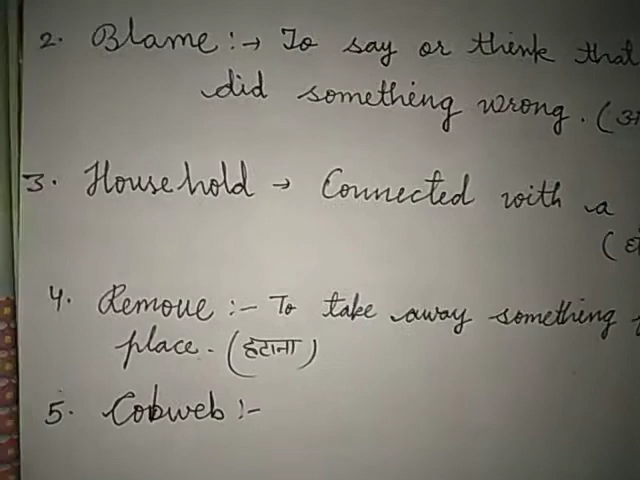 2. Blame :→ To say or think that
did something wrong. (
3. Household → Connected with a
(
4. Remove :- To take away something
place. (हटाना)
5. Cobweb :-